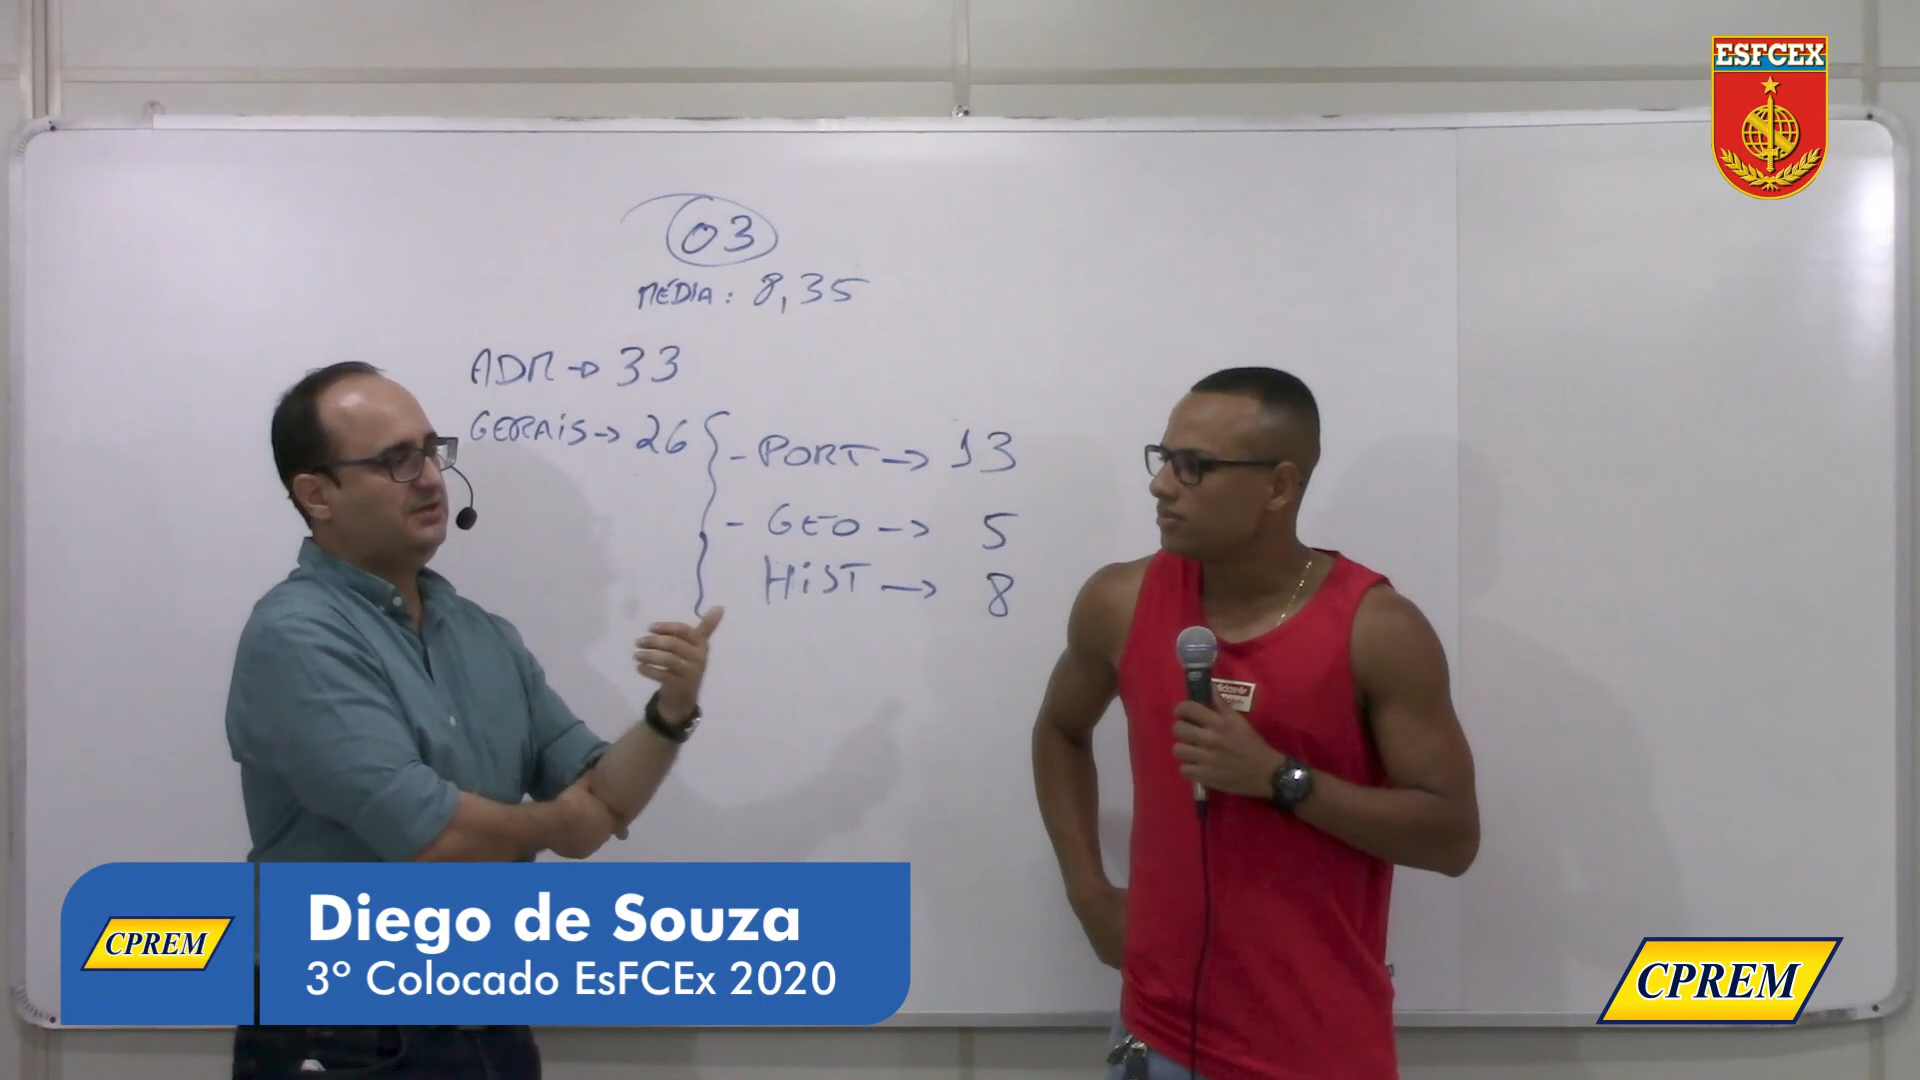 ESFCEX
03
MÉDIA: 8,35
ADM → 33
GERAIS → 26 { - PORT → 13
- GEO → 5
HIST → 8
CPREM
Diego de Souza
3º Colocado EsFCEx 2020
CPREM